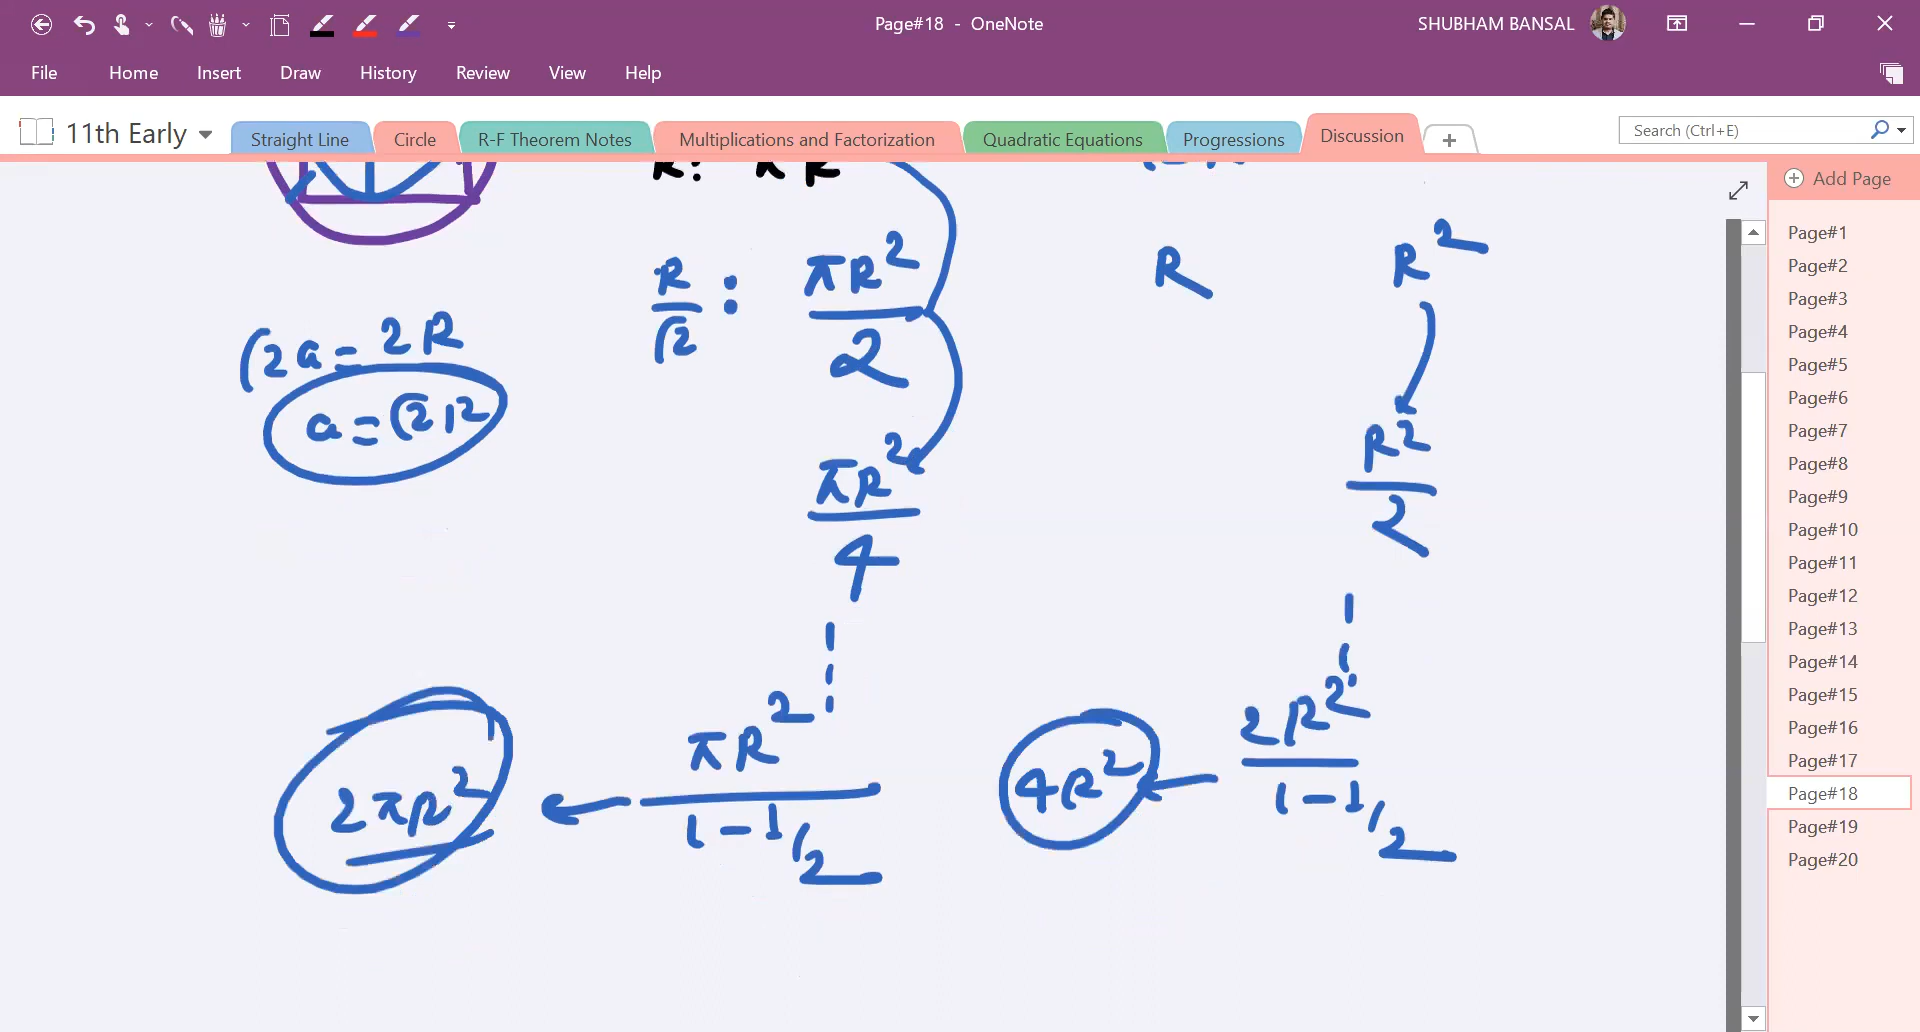 Page#18 - OneNote
SHUBHAM BANSAL
File Home Insert Draw History Review View Help
11th Early
Straight Line Circle R-F Theorem Notes Multiplications and Factorization Quadratic Equations Progressions Discussion +
Search (Ctrl+E)
Add Page
Page#1
Page#2
Page#3
Page#4
Page#5
Page#6
Page#7
Page#8
Page#9
Page#10
Page#11
Page#12
Page#13
Page#14
Page#15
Page#16
Page#17
Page#18
Page#19
Page#20
R: πR
R/√2 : πR²/2
R
R²
√2a = 2R
πR²/4
R²/2
2πR² ← πR²/(1-1/2)
4R² ← 2R²/(1-1/2)